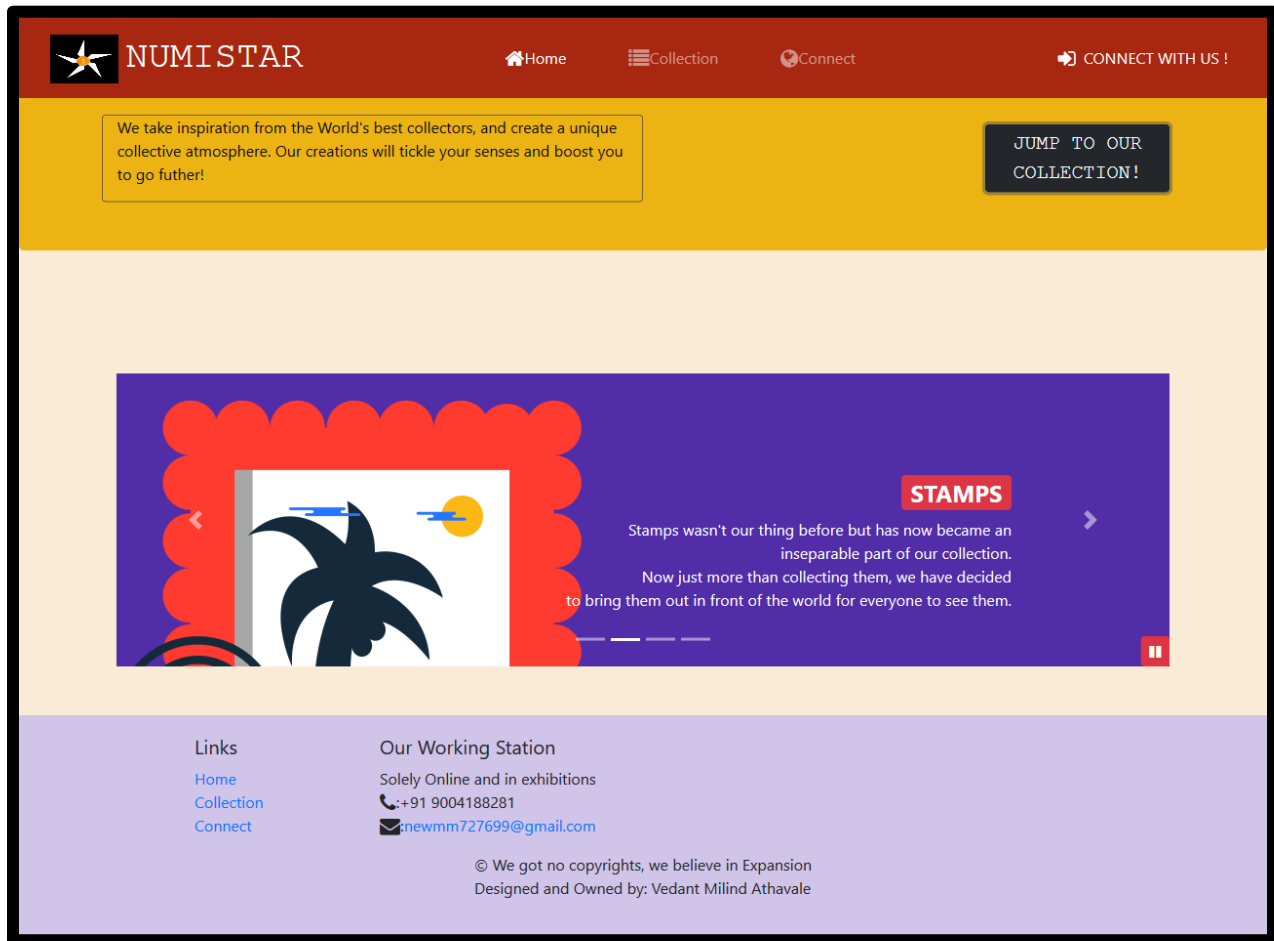 NUMISTAR
Home
Collection
Connect
CONNECT WITH US !
We take inspiration from the World's best collectors, and create a unique
collective atmosphere. Our creations will tickle your senses and boost you
to go futher!
JUMP TO OUR
COLLECTION!
STAMPS
Stamps wasn't our thing before but has now became an
inseparable part of our collection.
Now just more than collecting them, we have decided
to bring them out in front of the world for everyone to see them.
Links
Home
Collection
Connect
Our Working Station
Solely Online and in exhibitions
:+91 9004188281
:newmm727699@gmail.com
© We got no copyrights, we believe in Expansion
Designed and Owned by: Vedant Milind Athavale